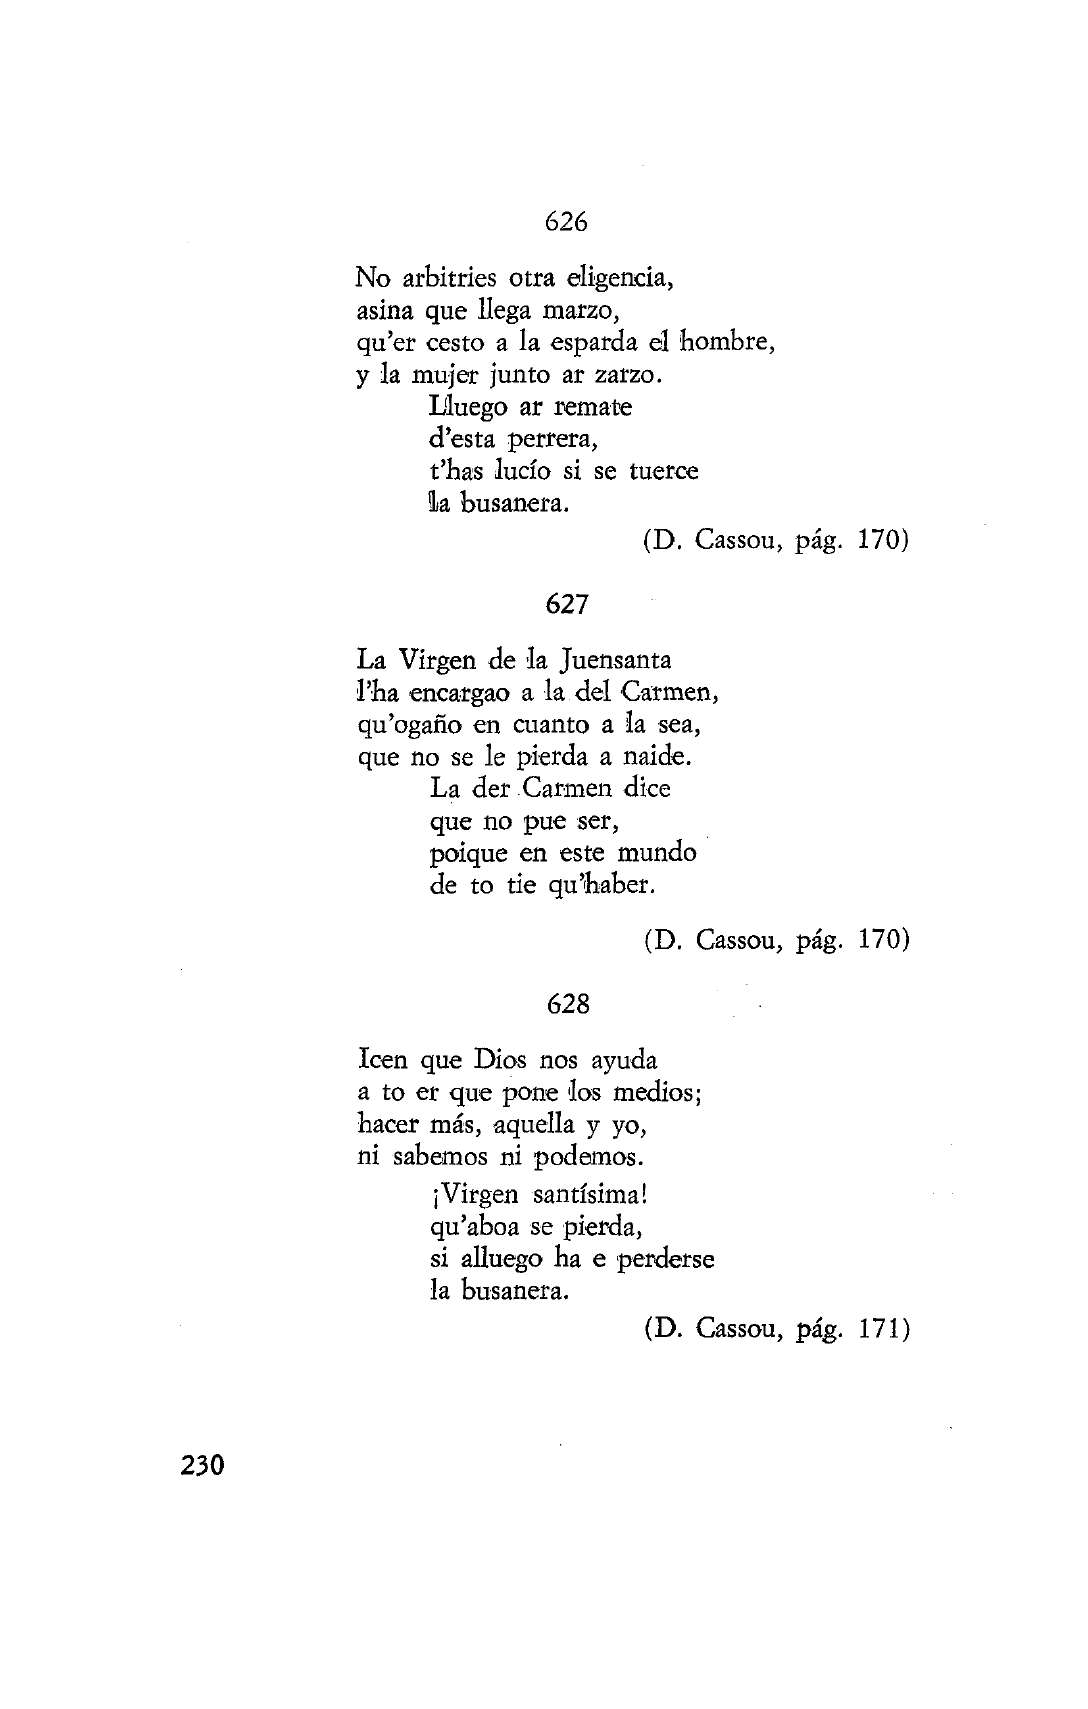 626
No arbitries otra eligencia,
asina que llega marzo,
qu'er cesto a la esparda el hombre,
y la mujer junto ar zarzo.
Lluego ar remate
d'esta perrera,
t'has lucío si se tuerce
la busanera.
(D. Cassou, pág. 170)
627
La Virgen de la Juensanta
l'ha encargao a la del Carmen,
qu'ogaño en cuanto a la sea,
que no se le pierda a naide.
La der Carmen dice
que no pue ser,
poique en este mundo
de to tie qu'haber.
(D. Cassou, pág. 170)
628
Icen que Dios nos ayuda
a to er que pone los medios;
hacer más, aquella y yo,
ni sabemos ni podemos.
¡Virgen santísima!
qu'aboa se pierda,
si alluego ha e perderse
la busanera.
(D. Cassou, pág. 171)
230